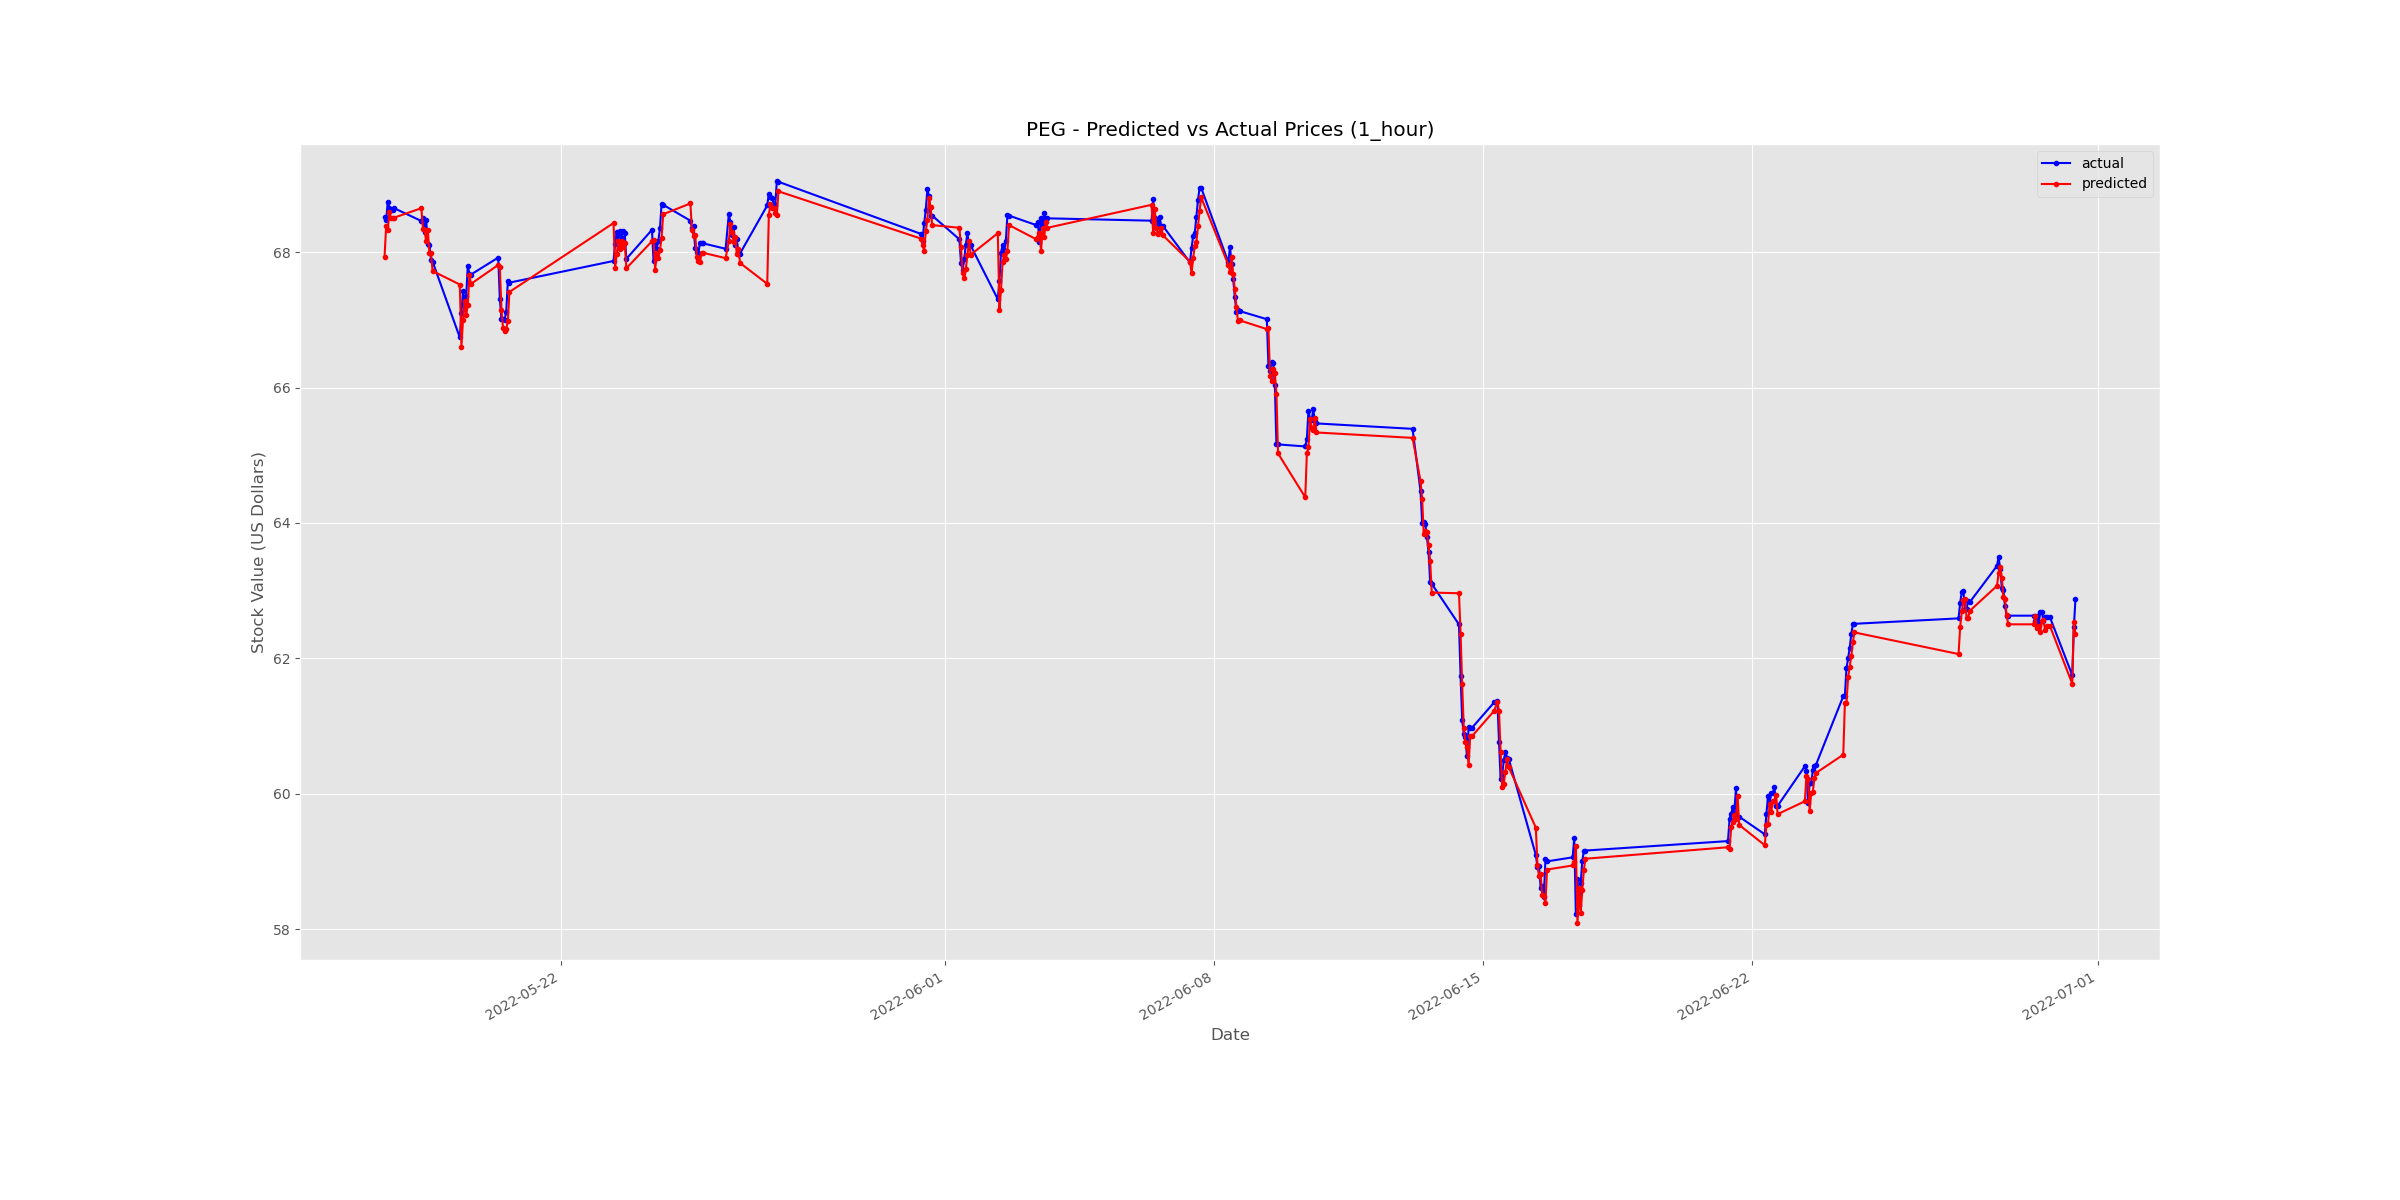 PEG - Predicted vs Actual Prices (1_hour)
actual
predicted
Stock Value (US Dollars)
68
66
64
62
60
58
2022-05-22
2022-06-01
2022-06-08
2022-06-15
2022-06-22
2022-07-01
Date